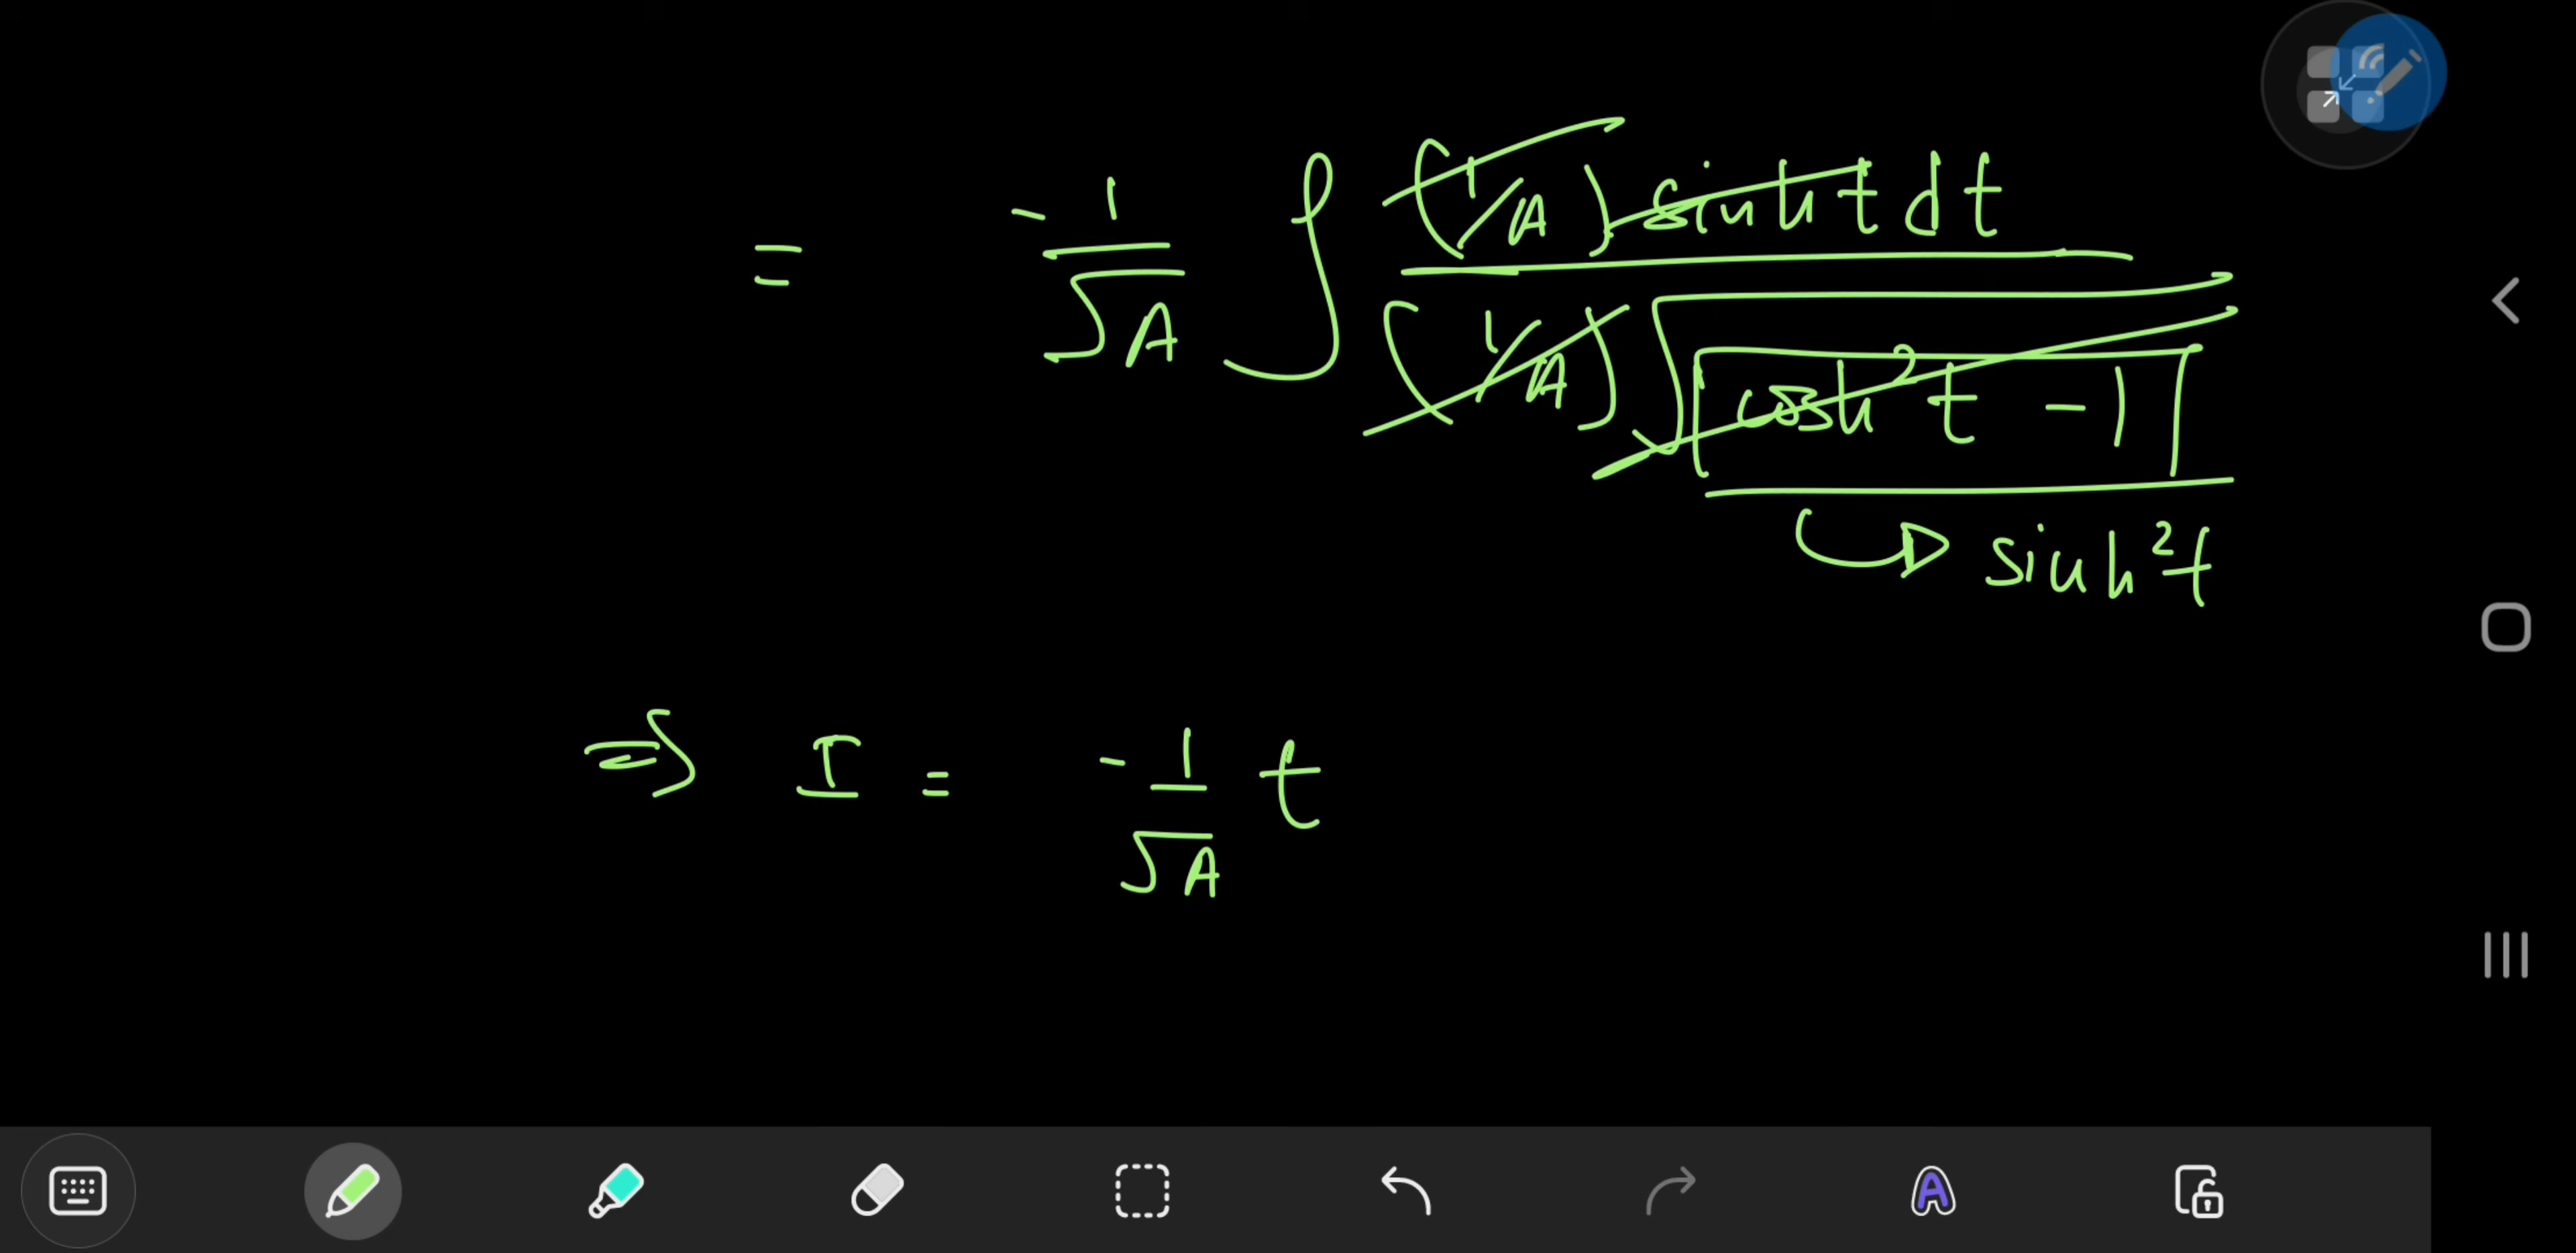 = -1/√A ∫ (1/A) sinh t dt / (1/A) √[cosh²t - 1]
↪ sinh²t
⇒ I = -1/√A t
A